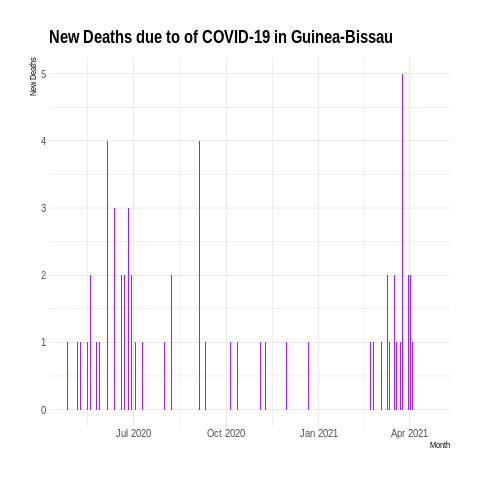 New Deaths due to of COVID-19 in Guinea-Bissau
New Deaths
5
4
3
2
1
0
Jul 2020 Oct 2020 Jan 2021 Apr 2021
Month